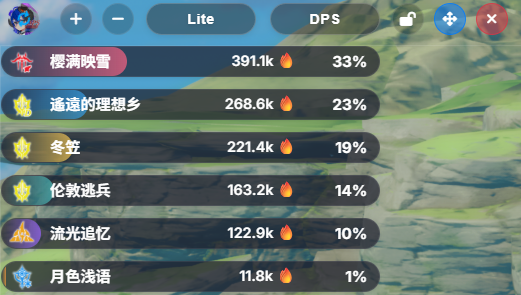 + − Lite DPS ×
樱满映雪 391.1k 33%
遙遠的理想乡 268.6k 23%
冬笠 221.4k 19%
伦敦逃兵 163.2k 14%
流光追忆 122.9k 10%
月色浅语 11.8k 1%